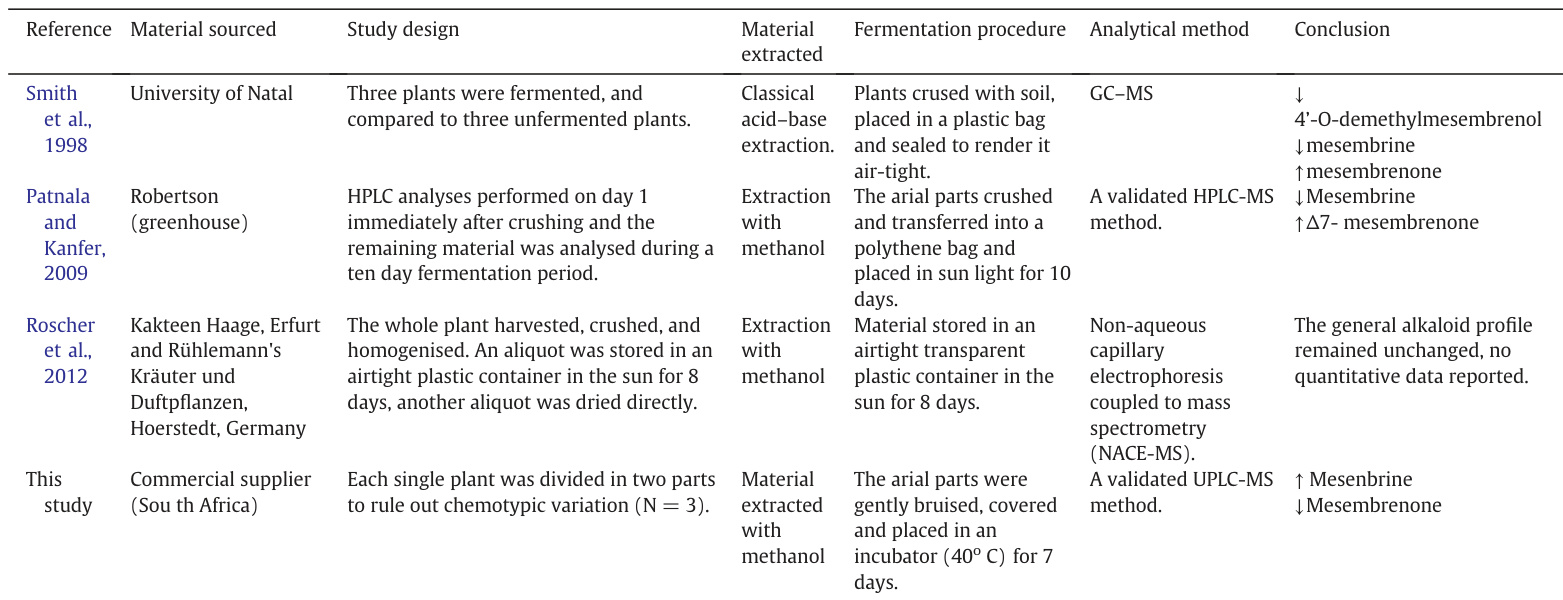 Reference Material sourced Study design Material extracted Fermentation procedure Analytical method Conclusion
Smith et al., 1998
University of Natal
Three plants were fermented, and
compared to three unfermented plants.
Classical
acid–base
extraction.
Plants crused with soil,
placed in a plastic bag
and sealed to render it
air-tight.
GC–MS
↓
4’-O-demethylmesembrenol
↓mesembrine
↑mesembrenone
Patnala
and
Kanfer,
2009
Robertson
(greenhouse)
HPLC analyses performed on day 1
immediately after crushing and the
remaining material was analysed during a
ten day fermentation period.
Extraction
with
methanol
The arial parts crushed
and transferred into a
polythene bag and
placed in sun light for 10
days.
A validated HPLC-MS
method.
↓Mesembrine
↑Δ7- mesembrenone
Roscher
et al.,
2012
Kakteen Haage, Erfurt
and Rühlemann's
Kräuter und
Duftpflanzen,
Hoerstedt, Germany
The whole plant harvested, crushed, and
homogenised. An aliquot was stored in an
airtight plastic container in the sun for 8
days, another aliquot was dried directly.
Extraction
with
methanol
Material stored in an
airtight transparent
plastic container in the
sun for 8 days.
Non-aqueous
capillary
electrophoresis
coupled to mass
spectrometry
(NACE-MS).
The general alkaloid profile
remained unchanged, no
quantitative data reported.
This
study
Commercial supplier
(Sou th Africa)
Each single plant was divided in two parts
to rule out chemotypic variation (N = 3).
Material
extracted
with
methanol
The arial parts were
gently bruised, covered
and placed in an
incubator (40° C) for 7
days.
A validated UPLC-MS
method.
↑ Mesenbrine
↓Mesembrenone